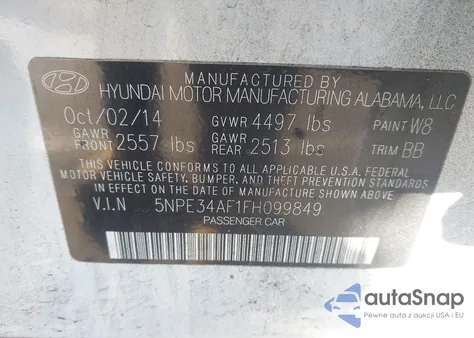 MANUFACTURED BY
HYUNDAI MOTOR MANUFACTURING ALABAMA, LLC.
Oct/02/14 GVWR 4497 lbs PAINT W8
GAWR FRONT 2557 lbs GAWR REAR 2513 lbs TRIM BB
THIS VEHICLE CONFORMS TO ALL APPLICABLE U.S.A. FEDERAL
MOTOR VEHICLE SAFETY, BUMPER, AND THEFT PREVENTION
STANDARDS IN EFFECT ON THE DATE OF MANUFACTURE SHOWN ABOVE.
V.I.N 5NPE34AF1FH099849
PASSENGER CAR
autoSnap
Pewne auta z aukcji USA i EU